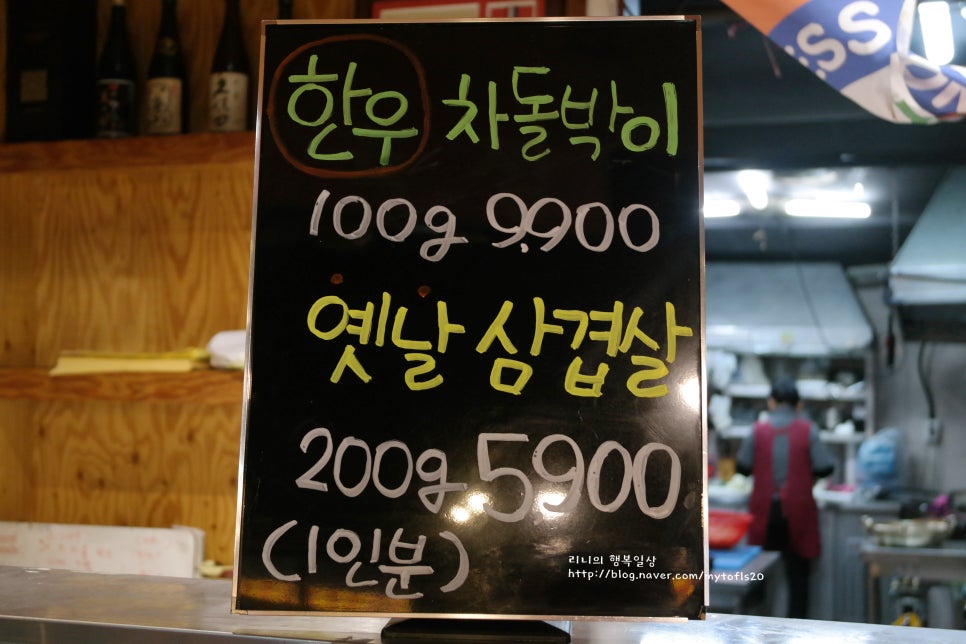 한우 차돌박이
100g 9,900
옛날 삼겹살
200g 5,900
(1인분)
리니의 행복일상
http://blog.naver.com/mytofls20